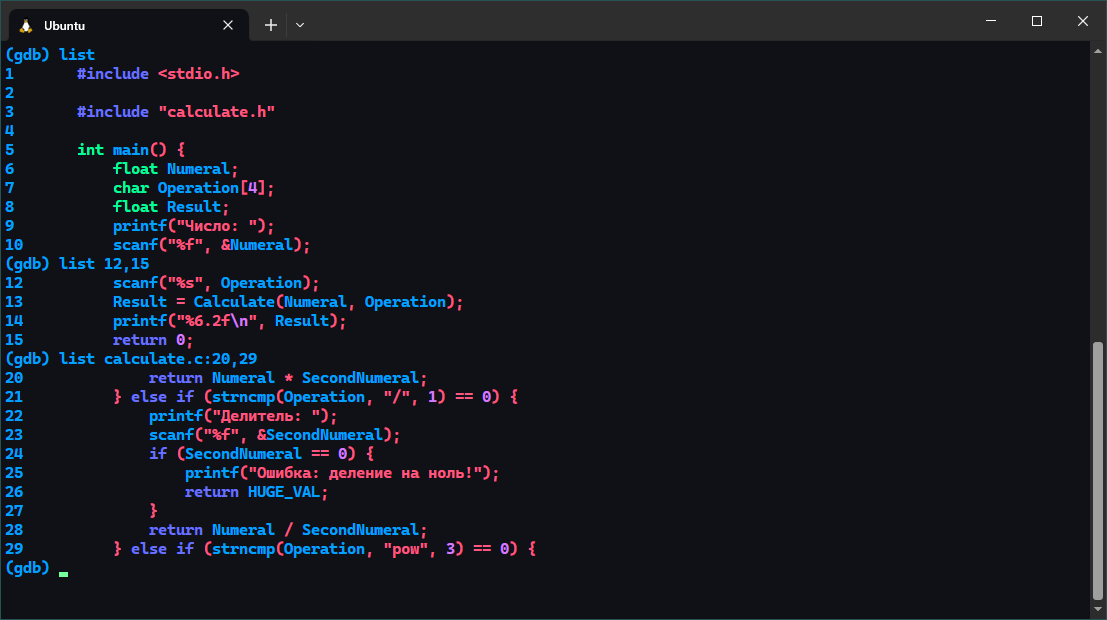 Ubuntu
(gdb) list
1       #include <stdio.h>
2
3       #include "calculate.h"
4
5       int main() {
6           float Numeral;
7           char Operation[4];
8           float Result;
9           printf("Число: ");
10          scanf("%f", &Numeral);
(gdb) list 12,15
12          scanf("%s", Operation);
13          Result = Calculate(Numeral, Operation);
14          printf("%6.2f\n", Result);
15          return 0;
(gdb) list calculate.c:20,29
20              return Numeral * SecondNumeral;
21          } else if (strncmp(Operation, "/", 1) == 0) {
22              printf("Делитель: ");
23              scanf("%f", &SecondNumeral);
24              if (SecondNumeral == 0) {
25                  printf("Ошибка: деление на ноль!");
26                  return HUGE_VAL;
27              }
28              return Numeral / SecondNumeral;
29          } else if (strncmp(Operation, "pow", 3) == 0) {
(gdb)